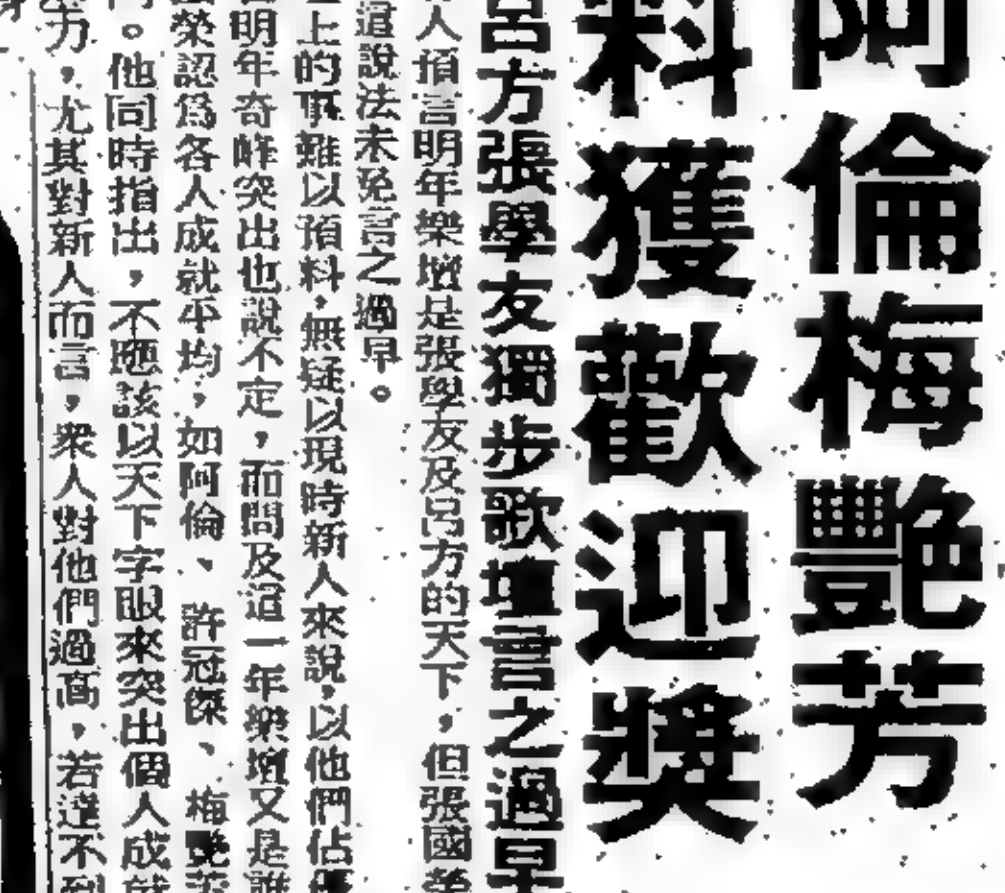 阿倫梅艷芳
料獲歡迎獎
呂方張學友獨步歌壇言之過早
人預言明年樂壇是張學友及呂方的天下，但張國榮
這說法未免言之過早。
上的事難以預料，無疑以現時新人來說，以他們佔優
明年奇峰突出也說不定，而問及這一年樂壇又是誰
榮認為各人成就平均，如阿倫、許冠傑、梅艷芳
。他同時指出，不應該以天下字眼來突出個人成就
力，尤其對新人而言，衆人對他們過高，若達不到